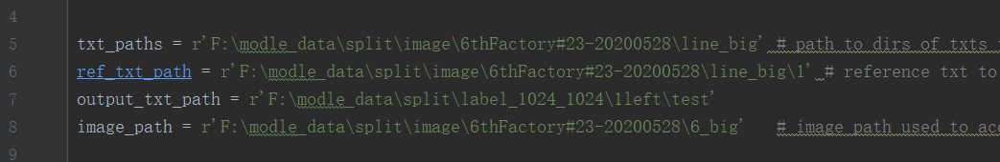 4
5 txt_paths = r'F:\modle_data\split\image\6thFactory#23-20200528\line_big' # path to dirs of txts
6 ref_txt_path = r'F:\modle_data\split\image\6thFactory#23-20200528\line_big\1' # reference txt to
7 output_txt_path = r'F:\modle_data\split\label_1024_1024\1left\test'
8 image_path = r'F:\modle_data\split\image\6thFactory#23-20200528\6_big' # image path used to
9